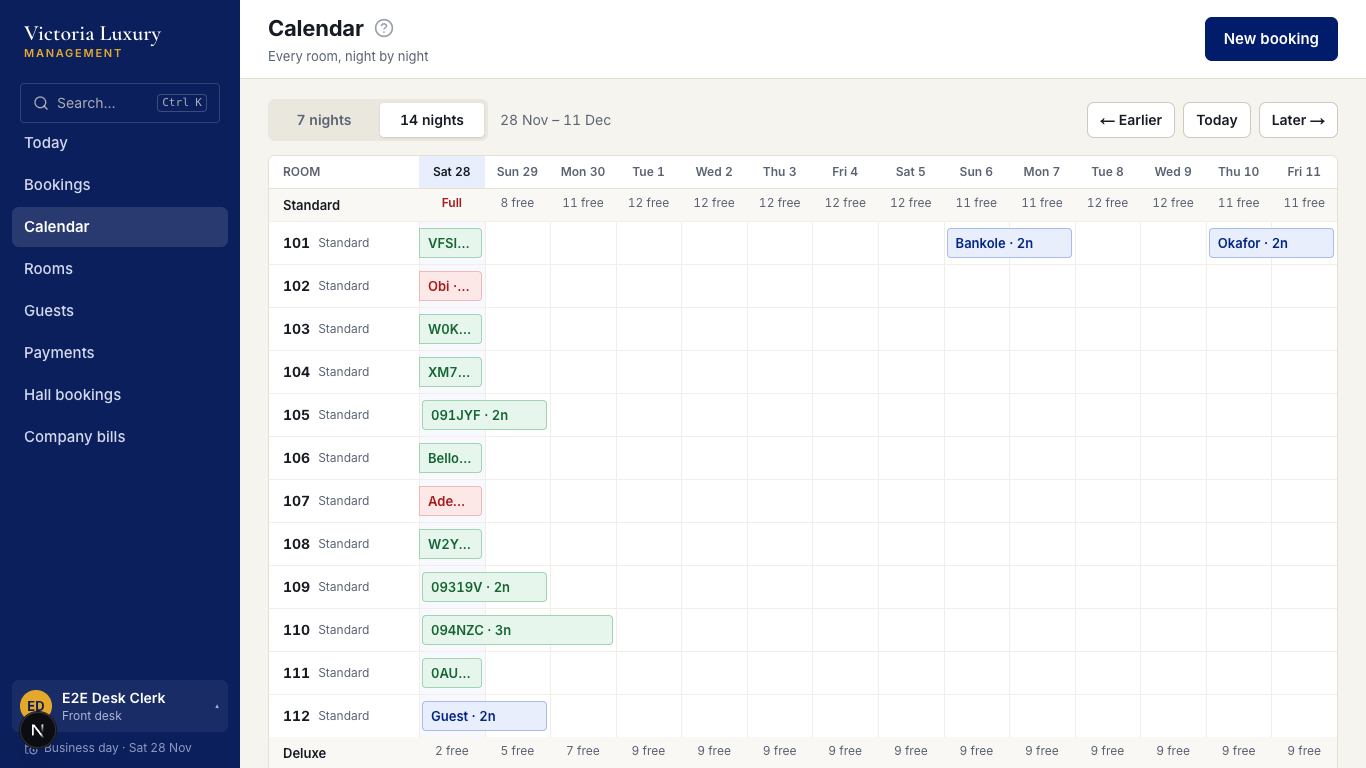 Victoria Luxury
MANAGEMENT
Search... Ctrl K
Today
Bookings
Calendar
Rooms
Guests
Payments
Hall bookings
Company bills
ED E2E Desk Clerk
Front desk
N
Business day · Sat 28 Nov
Calendar ?
Every room, night by night
New booking
7 nights 14 nights 28 Nov – 11 Dec ← Earlier Today Later →
ROOM Sat 28 Sun 29 Mon 30 Tue 1 Wed 2 Thu 3 Fri 4 Sat 5 Sun 6 Mon 7 Tue 8 Wed 9 Thu 10 Fri 11
Standard Full 8 free 11 free 12 free 12 free 12 free 12 free 12 free 11 free 11 free 12 free 12 free 11 free 11 free
101 Standard VFSI... Bankole · 2n Okafor · 2n
102 Standard Obi ·...
103 Standard W0K...
104 Standard XM7...
105 Standard 091JYF · 2n
106 Standard Bello...
107 Standard Ade...
108 Standard W2Y...
109 Standard 09319V · 2n
110 Standard 094NZC · 3n
111 Standard 0AU...
112 Standard Guest · 2n
Deluxe 2 free 5 free 7 free 9 free 9 free 9 free 9 free 9 free 9 free 9 free 9 free 9 free 9 free 9 free